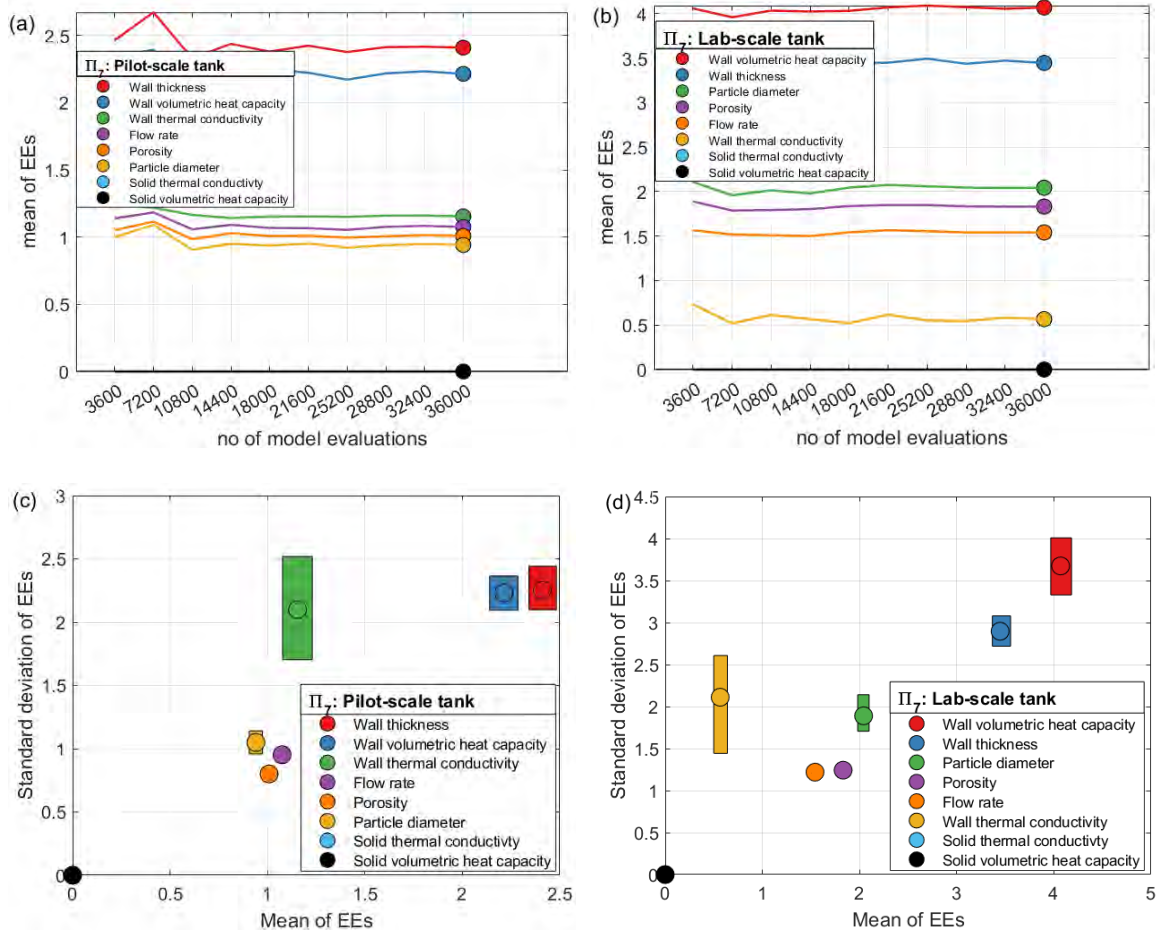 (a)
2.5
2
1.5
1
0.5
0
mean of EEs
Π7: Pilot-scale tank
Wall thickness
Wall volumetric heat capacity
Wall thermal conductivity
Flow rate
Porosity
Particle diameter
Solid thermal conductivty
Solid volumetric heat capacity
3600 7200 10800 14400 18000 21600 25200 28800 32400 36000
no of model evaluations
(b)
4
3.5
3
2.5
2
1.5
1
0.5
0
mean of EEs
Π7: Lab-scale tank
Wall volumetric heat capacity
Wall thickness
Particle diameter
Porosity
Flow rate
Wall thermal conductivity
Solid thermal conductivty
Solid volumetric heat capacity
3600 7200 10800 14400 18000 21600 25200 28800 32400 36000
no of model evaluations
(c)
3
2.5
2
1.5
1
0.5
0
Standard deviation of EEs
Π7: Pilot-scale tank
Wall thickness
Wall volumetric heat capacity
Wall thermal conductivity
Flow rate
Porosity
Particle diameter
Solid thermal conductivty
Solid volumetric heat capacity
0 0.5 1 1.5 2 2.5
Mean of EEs
(d)
4.5
4
3.5
3
2.5
2
1.5
1
0.5
0
Standard deviation of EEs
Π7: Lab-scale tank
Wall volumetric heat capacity
Wall thickness
Particle diameter
Porosity
Flow rate
Wall thermal conductivity
Solid thermal conductivty
Solid volumetric heat capacity
0 1 2 3 4 5
Mean of EEs